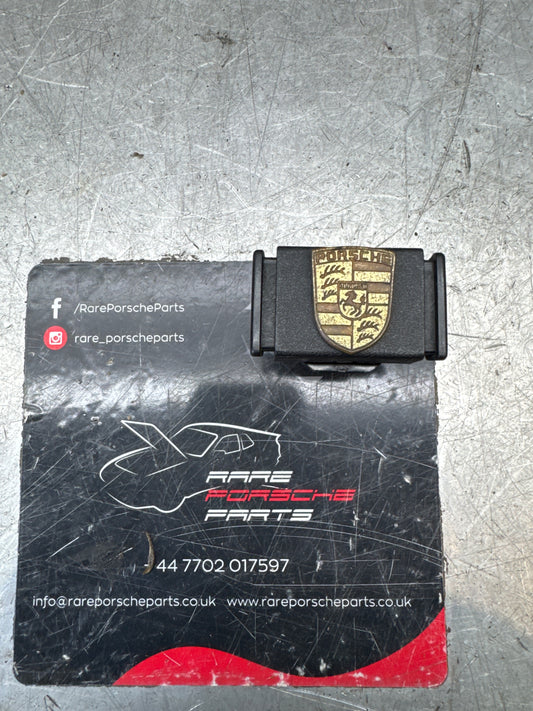 PORSCHE
/RarePorscheParts
rare_porscheparts
RARE
PORSCHE
PARTS
44 7702 017597
info@rareporscheparts.co.uk www.rareporscheparts.co.uk